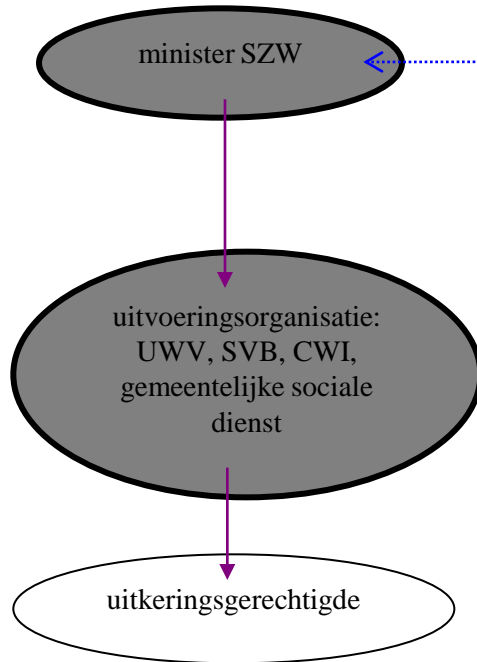 minister SZW
uitvoeringsorganisatie:
UWV, SVB, CWI,
gemeentelijke sociale
dienst
uitkeringsgerechtigde